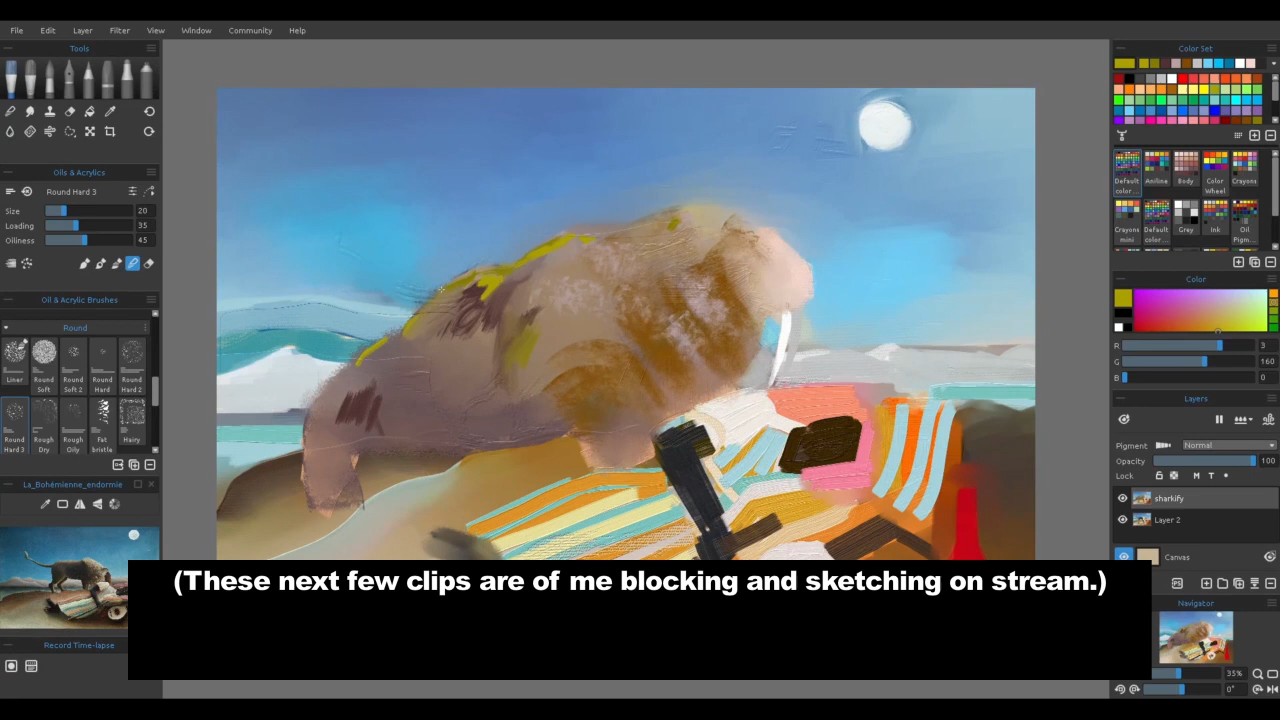 File Edit Layer Filter View Window Community Help
Tools
Oils & Acrylics
Round Hard 3
Size 20
Loading 35
Oiliness 45
Oil & Acrylic Brushes
Round
Liner Round Soft Round Soft 2 Round Hard Round Hard 2
Round Hard 3 Rough Dry Rough Oily Fat bristle Hairy
La_Bohémienne_endormie
Record Time-lapse
Color Set
Default color... Aniline Body Color Wheel Crayons
Crayons mini Default color... Grey Ink Oil Pigm...
Color
R 3
G 160
B 0
Layers
Pigment Normal
Opacity 100
Lock M T
sharkify
Layer 2
Canvas
Navigator
35%
0°
(These next few clips are of me blocking and sketching on stream.)